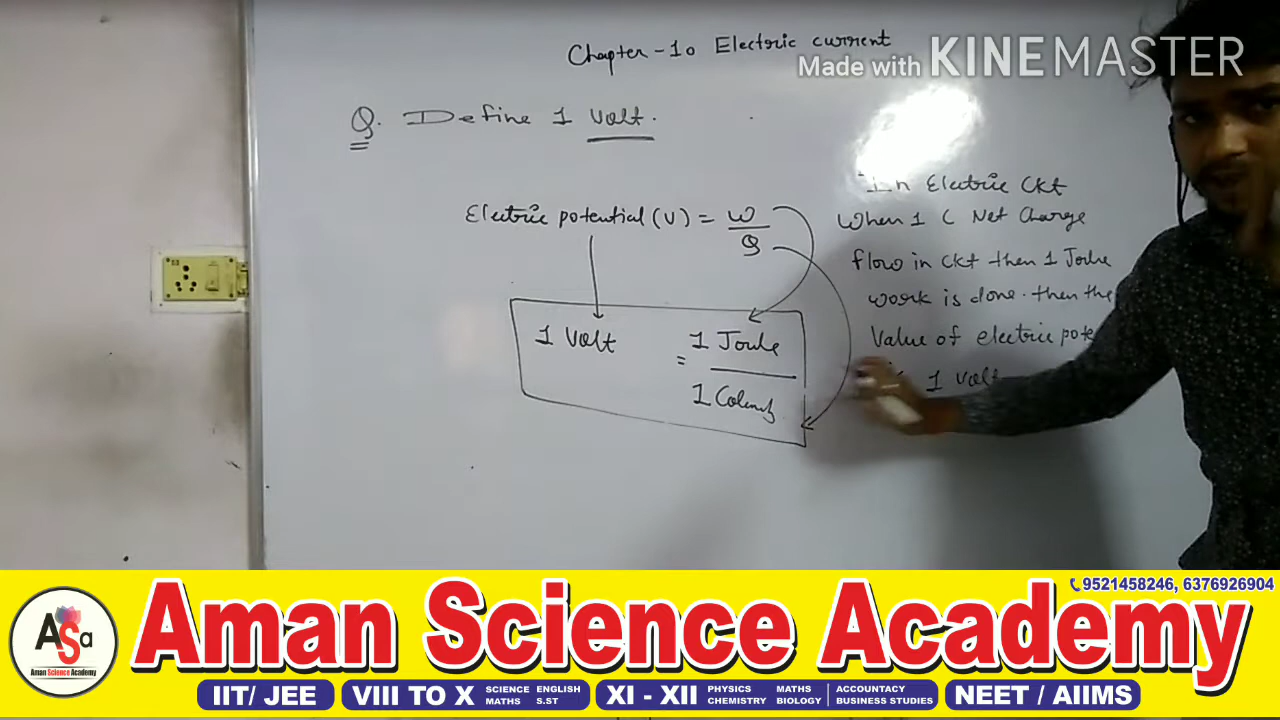 Chapter-10 Electric current
Made with KINEMASTER
Q. Define 1 Volt.
Electric potential (V) = W
Q
1 Volt = 1 Joule
1
In Electric Ckt
When 1 C Net Charge
flow in Ckt then 1 Joule
work is done. then the
Value of electric pote
1 Volt
9521458246, 6376926904
ASa
Aman Science Academy
Aman Science Academy
IIT/ JEE
VIII TO X SCIENCE ENGLISH
MATHS S.ST
XI - XII PHYSICS MATHS ACCOUNTACY
CHEMISTRY BIOLOGY BUSINESS STUDIES
NEET / AIIMS